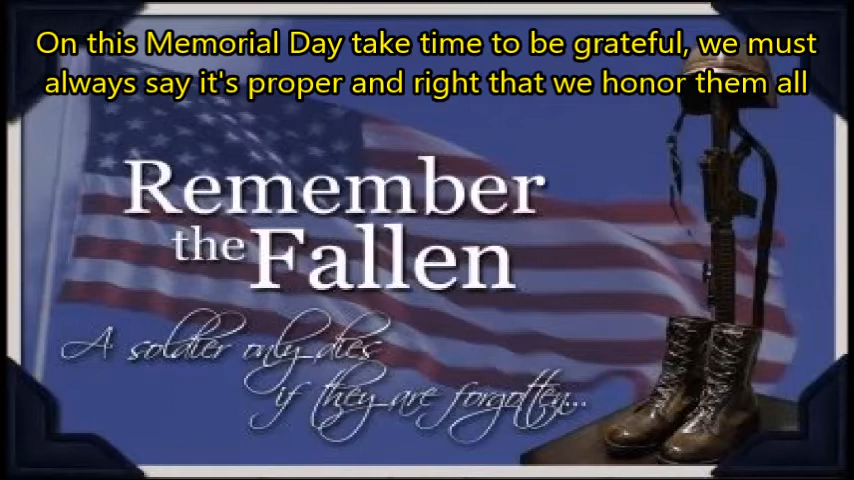 On this Memorial Day take time to be grateful, we must
always say it's proper and right that we honor them all
Remember
the Fallen
A soldier only dies
if they are forgotten...